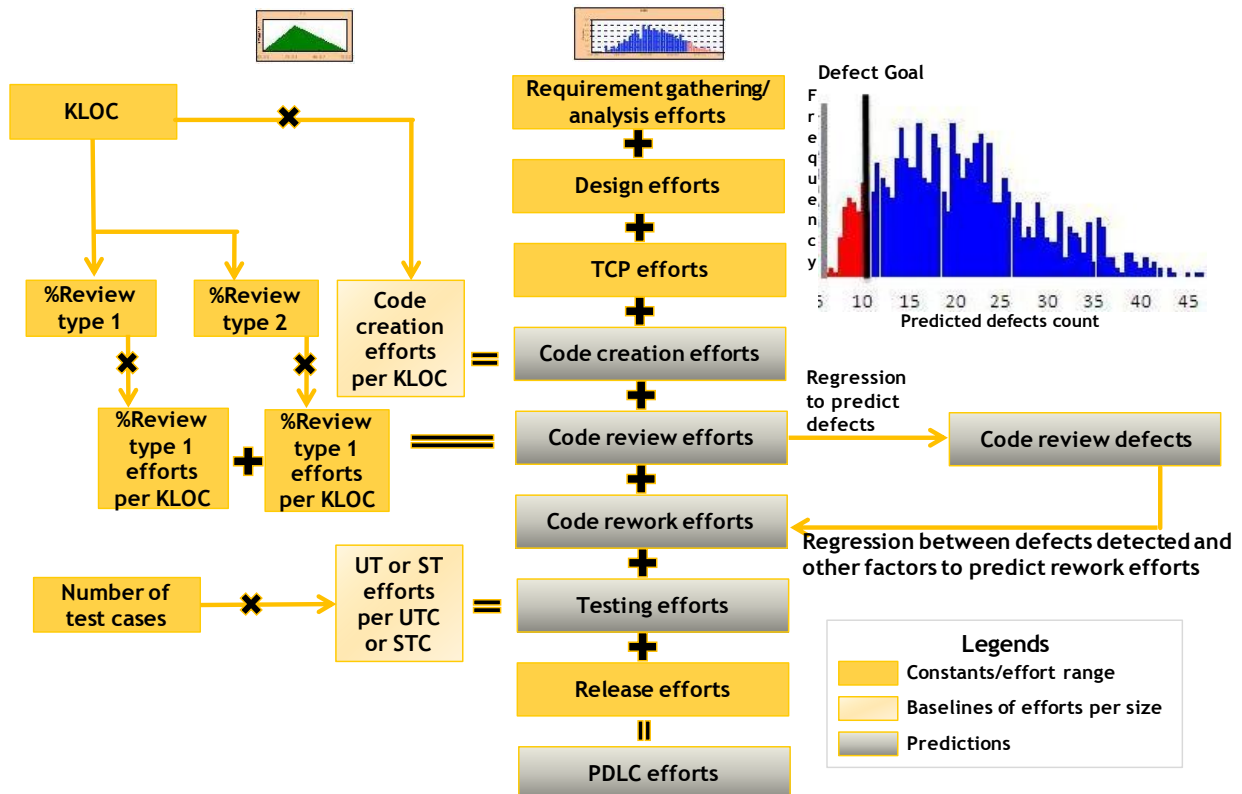 Requirement gathering/
analysis efforts
Defect Goal
Frequency
KLOC
Design efforts
TCP efforts
%Review
type 1
%Review
type 2
Code
creation
efforts
per KLOC
10
15
20
25
30
35
40
45
Predicted defects count
Code creation efforts
Regression
to predict
defects
%Review
type 1
efforts
per KLOC
%Review
type 1
efforts
per KLOC
Code review efforts
Code review defects
Code rework efforts
Regression between defects detected and
other factors to predict rework efforts
Number of
test cases
UT or ST
efforts
per UTC
or STC
Testing efforts
Release efforts
PDLC efforts
Legends
Constants/effort range
Baselines of efforts per size
Predictions